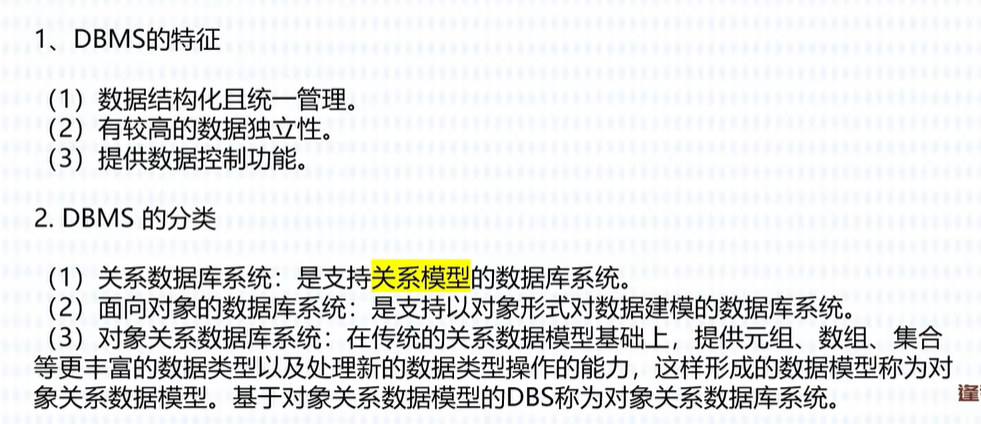 1、DBMS的特征
（1）数据结构化且统一管理。
（2）有较高的数据独立性。
（3）提供数据控制功能。
2. DBMS 的分类
（1）关系数据库系统：是支持关系模型的数据库系统。
（2）面向对象的数据库系统：是支持以对象形式对数据建模的数据库系统。
（3）对象关系数据库系统：在传统的关系数据模型基础上，提供元组、数组、集合
等更丰富的数据类型以及处理新的数据类型操作的能力，这样形成的数据模型称为对
象关系数据模型。基于对象关系数据模型的DBS称为对象关系数据库系统。